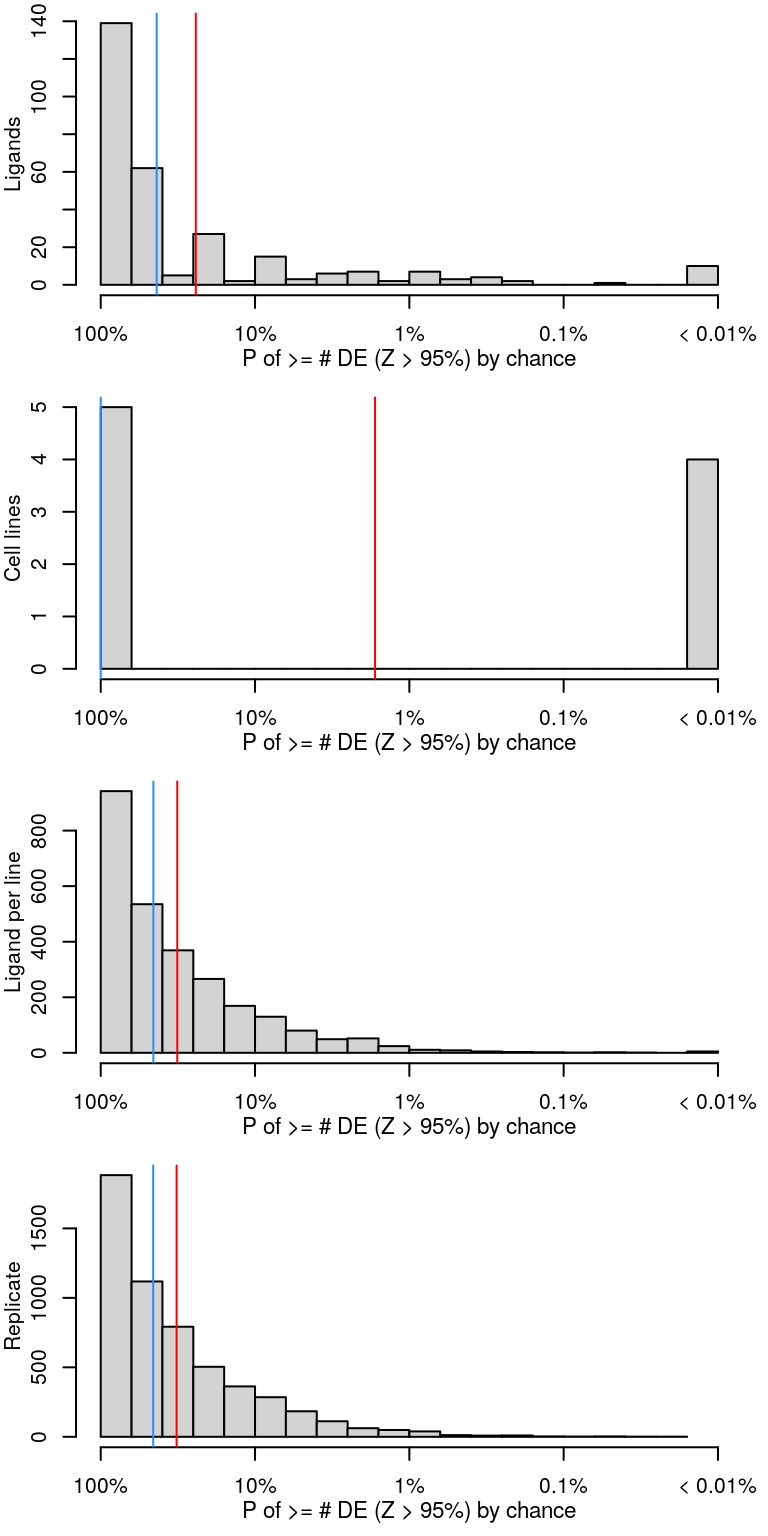 Ligands
140
100
60
20
0
100% 10% 1% 0.1% < 0.01%
P of >= # DE (Z > 95%) by chance
Cell lines
5
4
3
2
1
0
100% 10% 1% 0.1% < 0.01%
P of >= # DE (Z > 95%) by chance
Ligand per line
800
600
400
200
0
100% 10% 1% 0.1% < 0.01%
P of >= # DE (Z > 95%) by chance
Replicate
1500
1000
500
0
100% 10% 1% 0.1% < 0.01%
P of >= # DE (Z > 95%) by chance